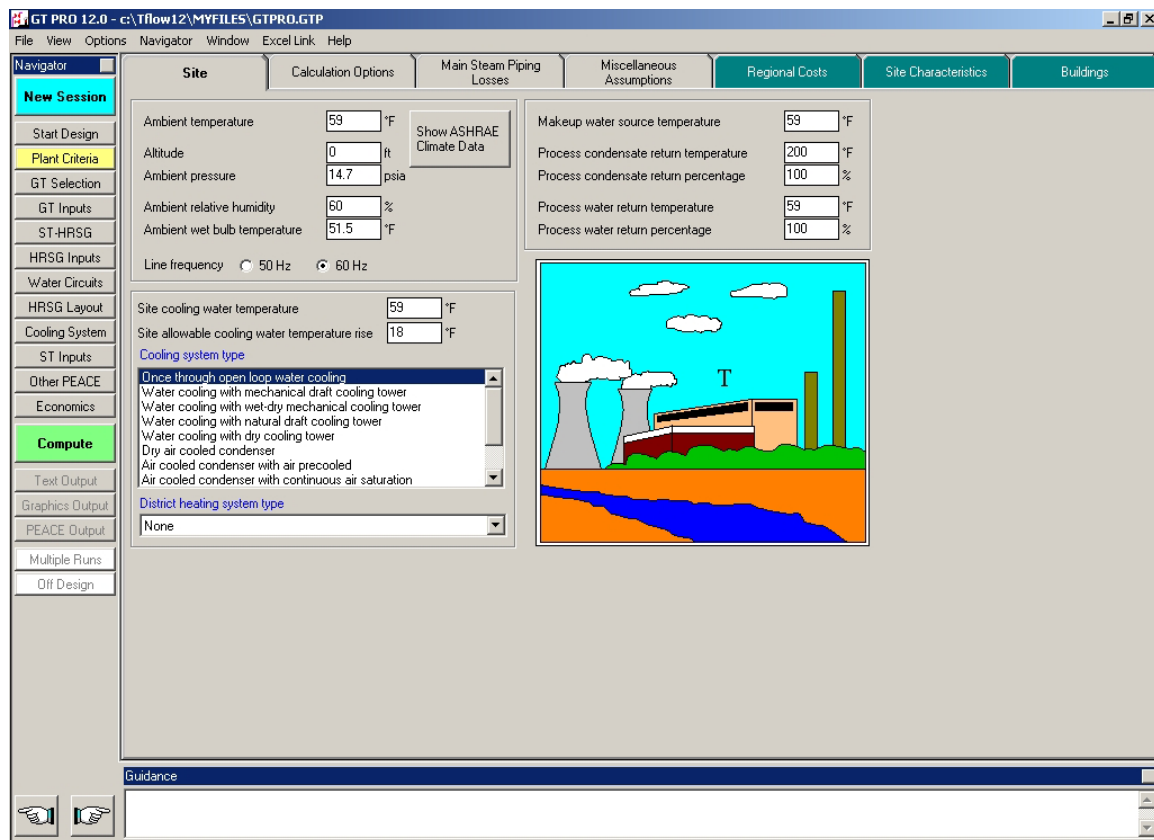 GT PRO 12.0 - c:\Tflow12\MYFILES\GTPRO.GTP
File View Options Navigator Window Excel Link Help
Navigator
New Session
Start Design
Plant Criteria
GT Selection
GT Inputs
ST-HRSG
HRSG Inputs
Water Circuits
HRSG Layout
Cooling System
ST Inputs
Other PEACE
Economics
Compute
Text Output
Graphics Output
PEACE Output
Multiple Runs
Off Design
Site
Calculation Options
Main Steam Piping
Losses
Miscellaneous
Assumptions
Regional Costs
Site Characteristics
Buildings
Ambient temperature 59 °F
Show ASHRAE
Climate Data
Altitude 0 ft
Ambient pressure 14.7 psia
Ambient relative humidity 60 %
Ambient wet bulb temperature 51.5 °F
Line frequency 50 Hz 60 Hz
Makeup water source temperature 59 °F
Process condensate return temperature 200 °F
Process condensate return percentage 100 %
Process water return temperature 59 °F
Process water return percentage 100 %
Site cooling water temperature 59 °F
Site allowable cooling water temperature rise 18 °F
Cooling system type
Once through open loop water cooling
Water cooling with mechanical draft cooling tower
Water cooling with wet-dry mechanical cooling tower
Water cooling with natural draft cooling tower
Water cooling with dry cooling tower
Dry air cooled condenser
Air cooled condenser with air precooled
Air cooled condenser with continuous air saturation
District heating system type
None
T
Guidance